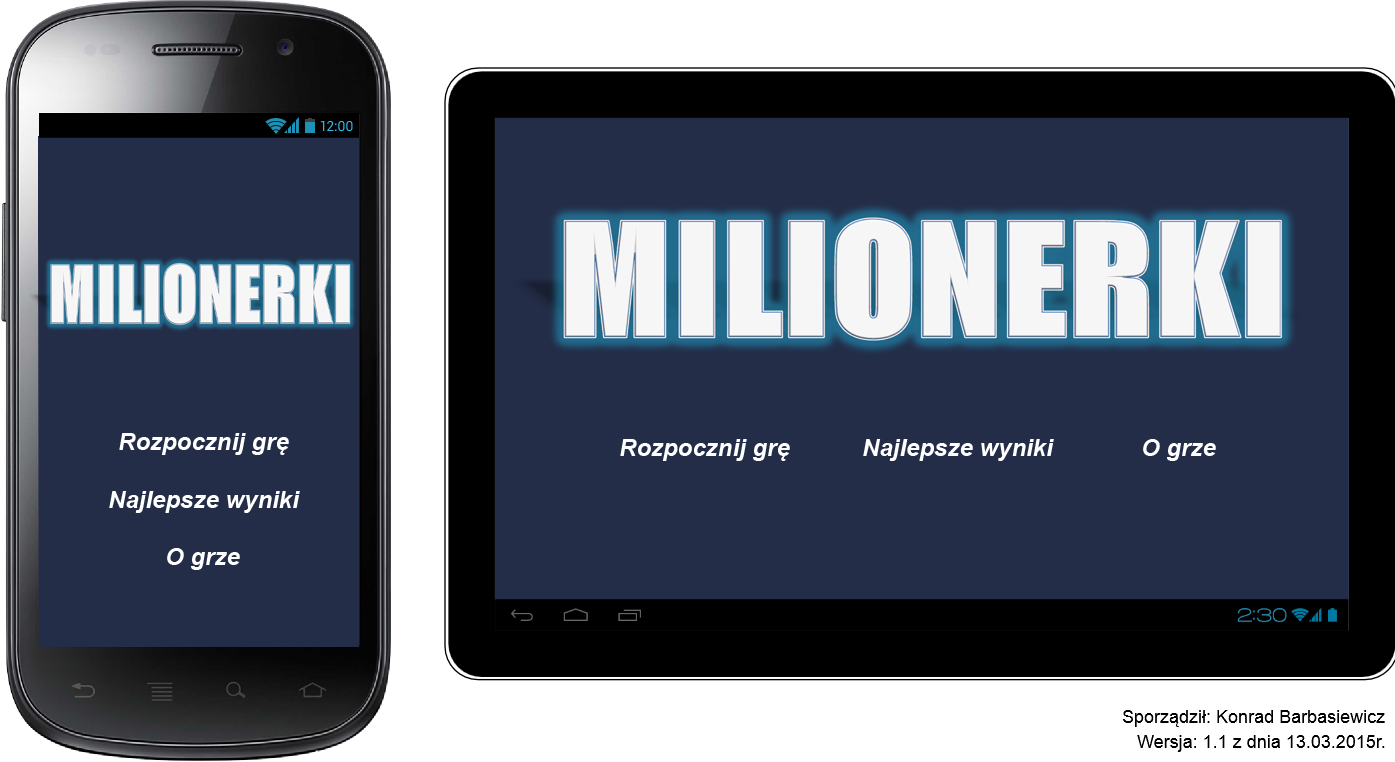 12:00
MILIONERKI
Rozpocznij grę
Najlepsze wyniki
O grze
MILIONERKI
Rozpocznij grę Najlepsze wyniki O grze
2:30
Sporządził: Konrad Barbasiewicz
Wersja: 1.1 z dnia 13.03.2015r.